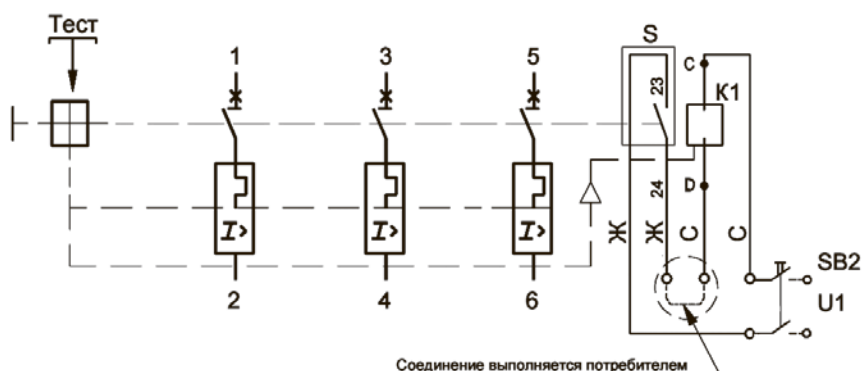 Тест
1
3
5
S
C
K1
23
24
D
Ж
Ж
C
C
SB2
U1
I>
I>
I>
2
4
6
Соединение выполняется потребителем